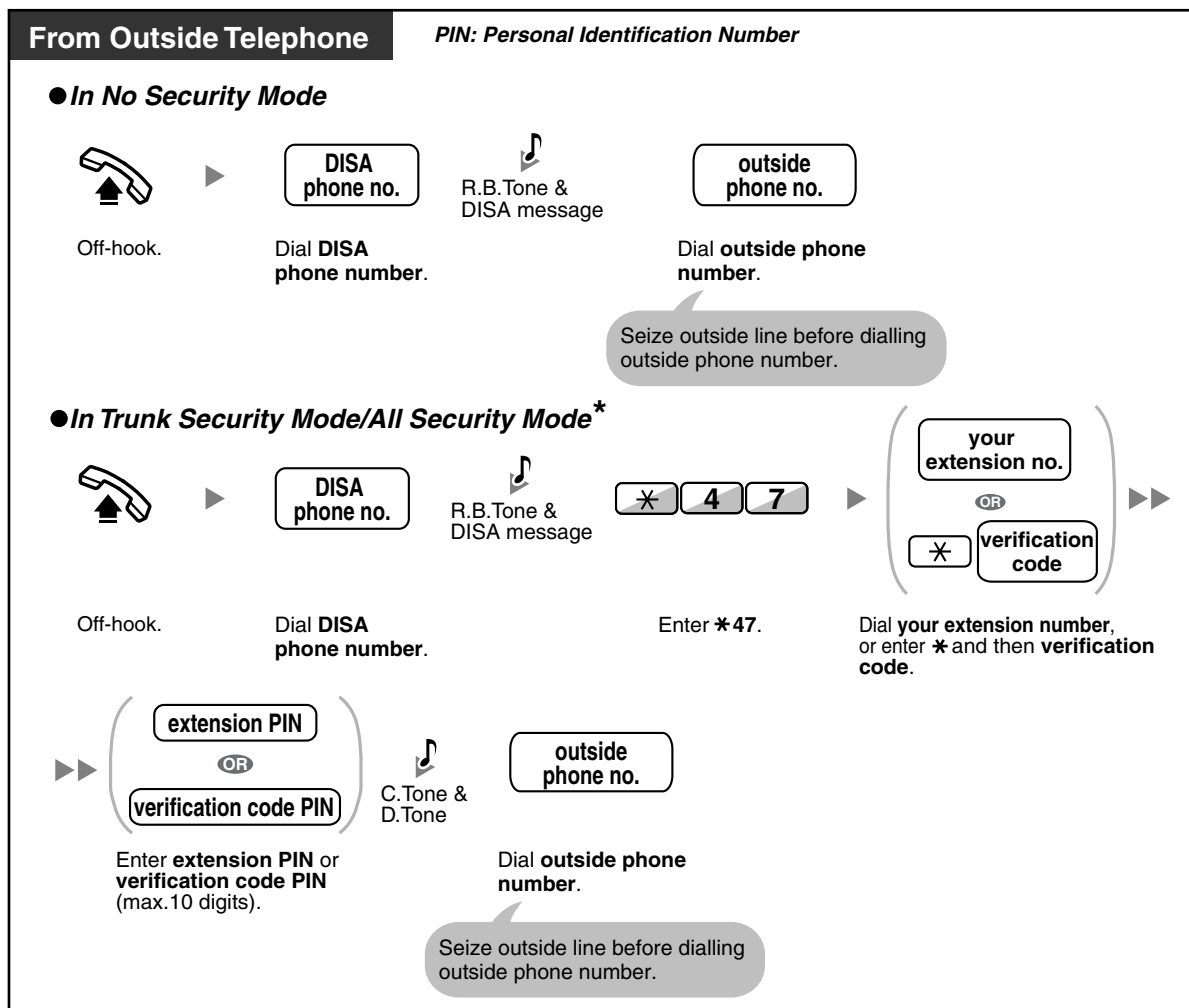 From Outside Telephone
PIN: Personal Identification Number
●In No Security Mode
DISA
phone no.
R.B.Tone &
DISA message
outside
phone no.
Off-hook.
Dial DISA
phone number.
Dial outside phone
number.
Seize outside line before dialling
outside phone number.
●In Trunk Security Mode/All Security Mode*
DISA
phone no.
R.B.Tone &
DISA message
* 4 7
your
extension no.
OR
* verification
code
Off-hook.
Dial DISA
phone number.
Enter *47.
Dial your extension number,
or enter * and then verification
code.
extension PIN
OR
verification code PIN
C.Tone &
D.Tone
outside
phone no.
Enter extension PIN or
verification code PIN
(max.10 digits).
Dial outside phone
number.
Seize outside line before dialling
outside phone number.